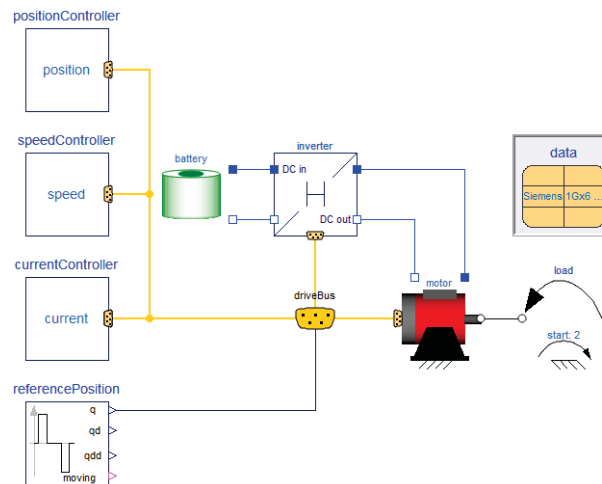 positionController
position
speedController
speed
currentController
current
referencePosition
q
qd
qdd
moving
battery
inverter
DC in
DC out
driveBus
motor
data
Siemens 1Gx6 ...
load
start: 2